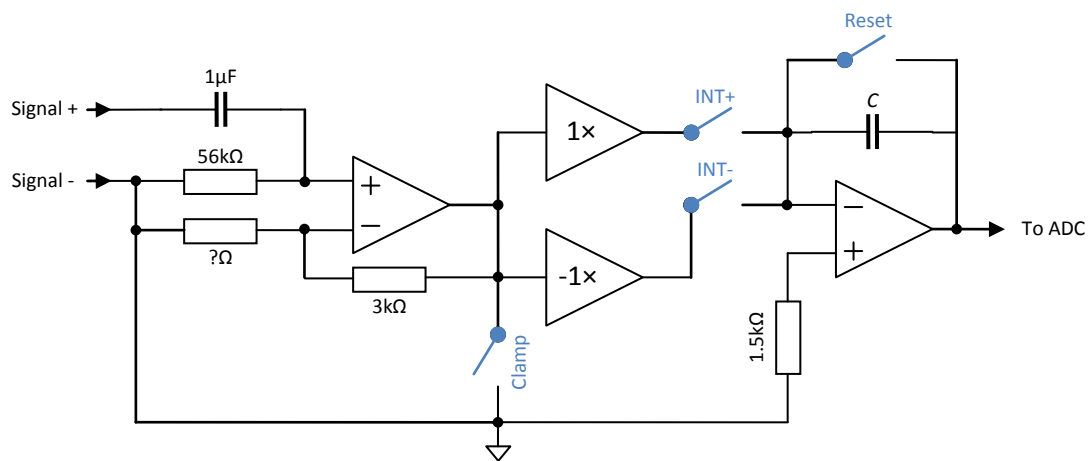 Reset
1µF
C
Signal +
INT+
1×
56kΩ
Signal -
INT-
+
−
−
+
To ADC
?Ω
-1×
3kΩ
1.5kΩ
Clamp